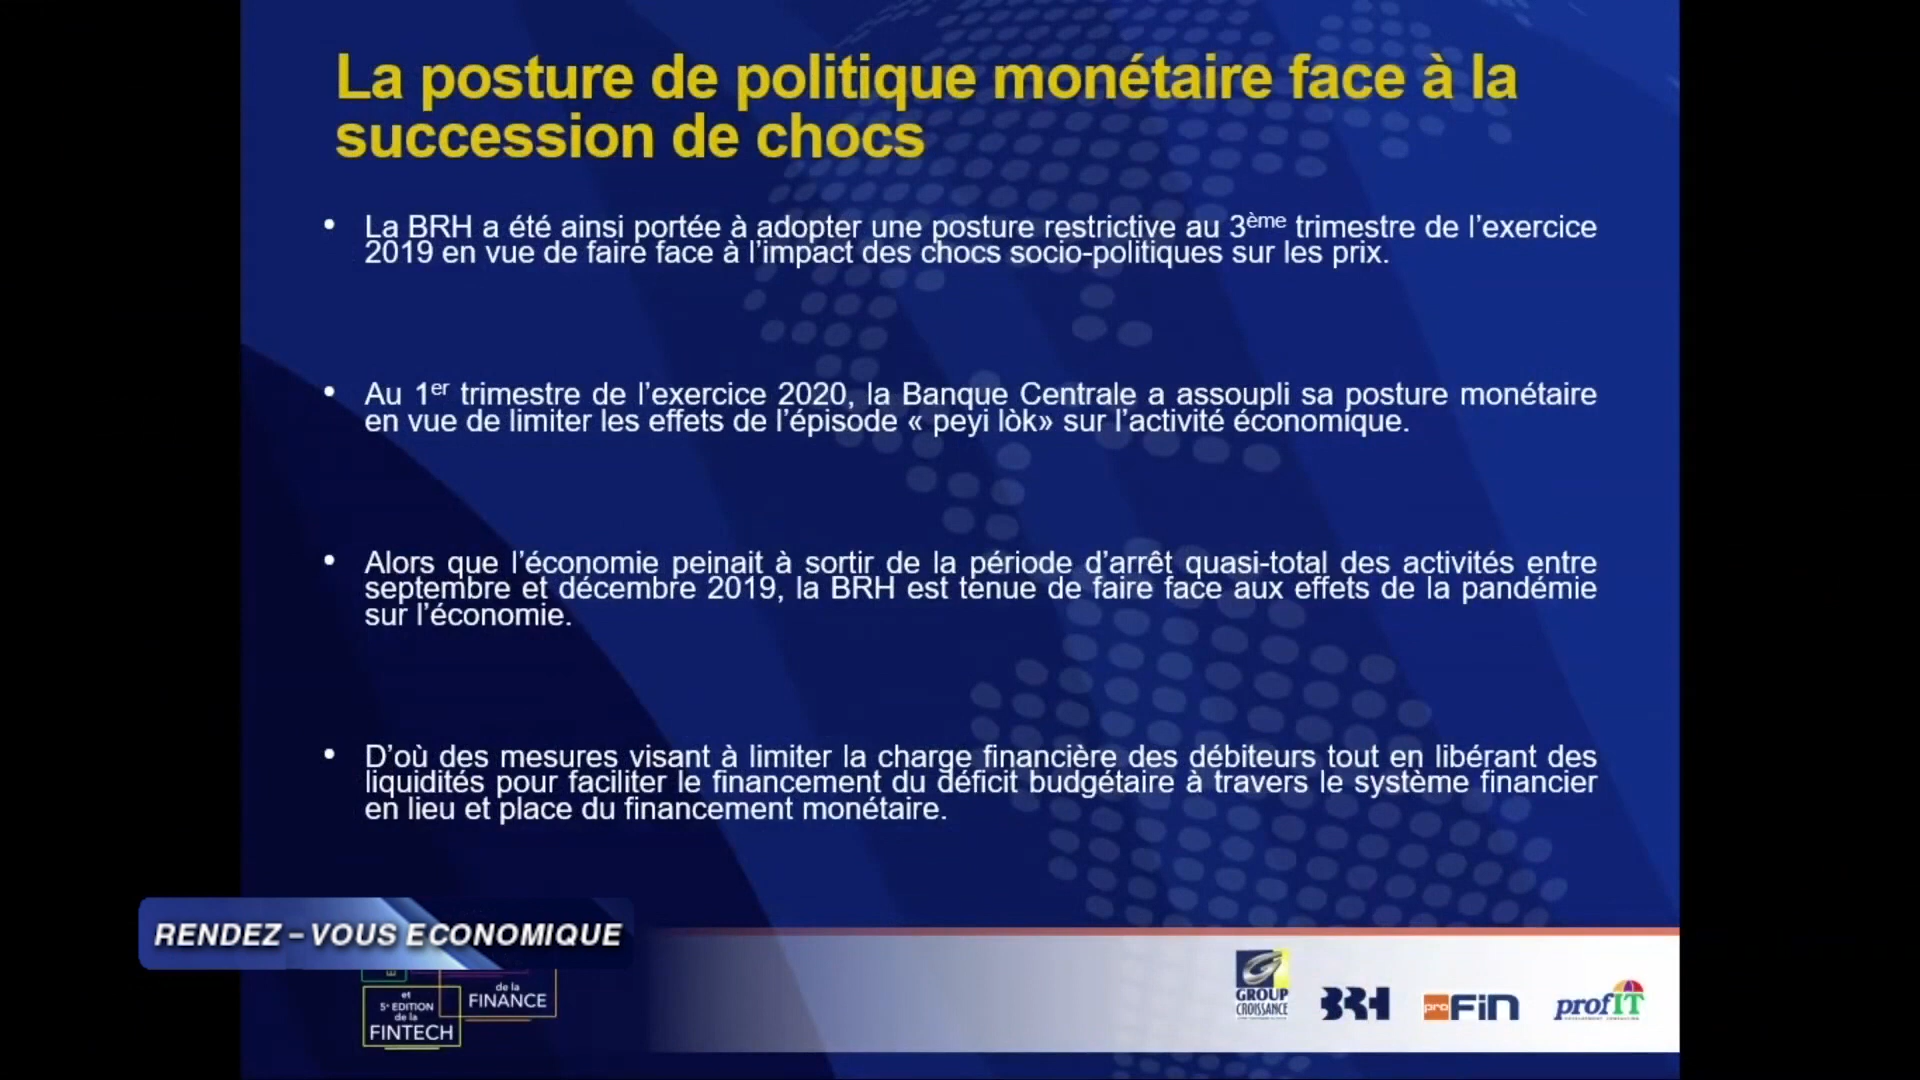 La posture de politique monétaire face à la
succession de chocs
• La BRH a été ainsi portée à adopter une posture restrictive au 3ème trimestre de l’exercice
2019 en vue de faire face à l’impact des chocs socio-politiques sur les prix.
• Au 1er trimestre de l’exercice 2020, la Banque Centrale a assoupli sa posture monétaire
en vue de limiter les effets de l’épisode « peyi lòk» sur l’activité économique.
• Alors que l’économie peinait à sortir de la période d’arrêt quasi-total des activités entre
septembre et décembre 2019, la BRH est tenue de faire face aux effets de la pandémie
sur l’économie.
• D’où des mesures visant à limiter la charge financière des débiteurs tout en libérant des
liquidités pour faciliter le financement du déficit budgétaire à travers le système financier
en lieu et place du financement monétaire.
RENDEZ – VOUS ECONOMIQUE
de la
FINANCE
et
5e EDITION
de la
FINTECH
GROUP
CROISSANCE
BRH
proFin
profIT